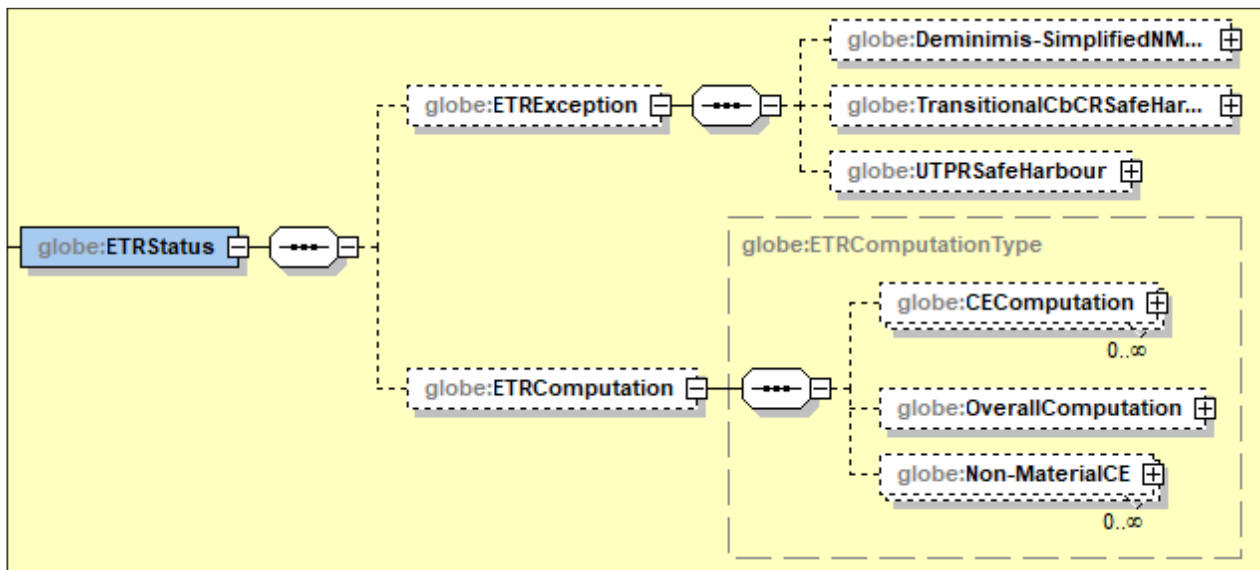 globe:Deminimis-SimplifiedNM...
globe:ETRException
globe:TransitionalCbCRSafeHar...
globe:UTPRSafeHarbour
globe:ETRStatus
globe:ETRComputationType
globe:CEComputation
0..∞
globe:ETRComputation
globe:OverallComputation
globe:Non-MaterialCE
0..∞